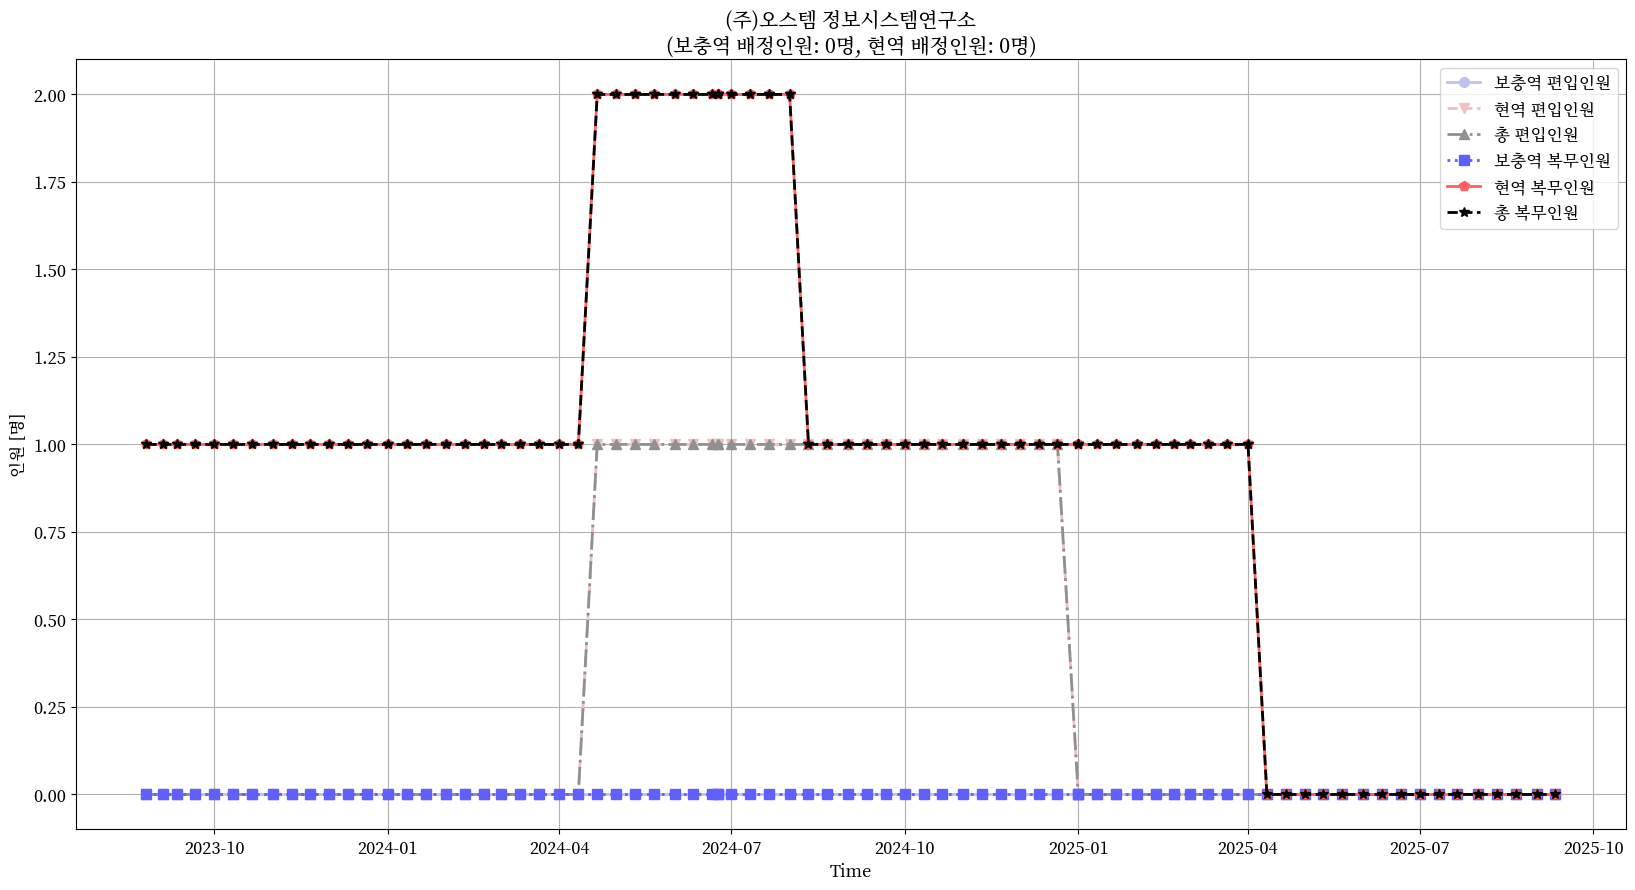 (주)오스템 정보시스템연구소
(보충역 배정인원: 0명, 현역 배정인원: 0명)
보충역 편입인원
현역 편입인원
총 편입인원
보충역 복무인원
현역 복무인원
총 복무인원
2.00
1.75
1.50
1.25
1.00
0.75
0.50
0.25
0.00
인원 [명]
2023-10
2024-01
2024-04
2024-07
2024-10
2025-01
2025-04
2025-07
2025-10
Time